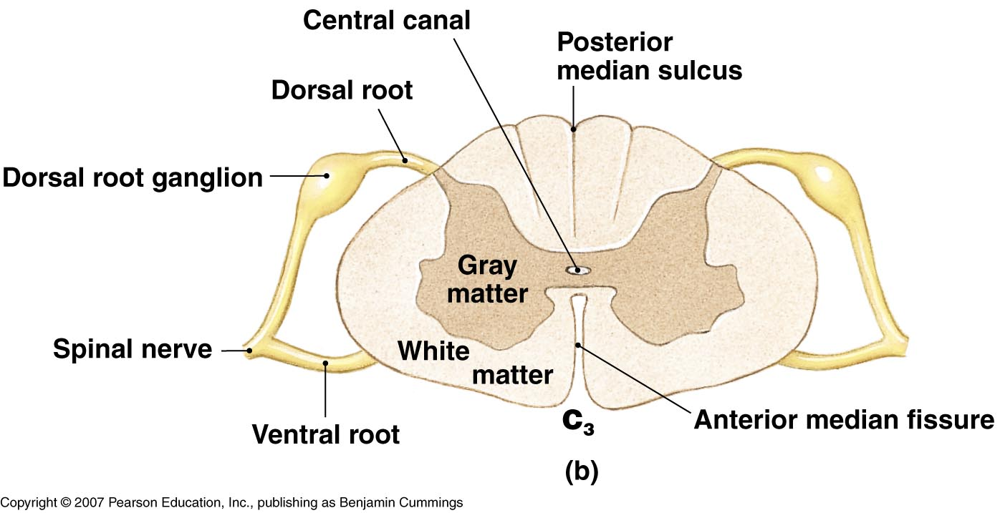 Central canal
Posterior
median sulcus
Dorsal root
Dorsal root ganglion
Gray
matter
Spinal nerve
White
matter
Anterior median fissure
C₃
Ventral root
(b)
Copyright © 2007 Pearson Education, Inc., publishing as Benjamin Cummings